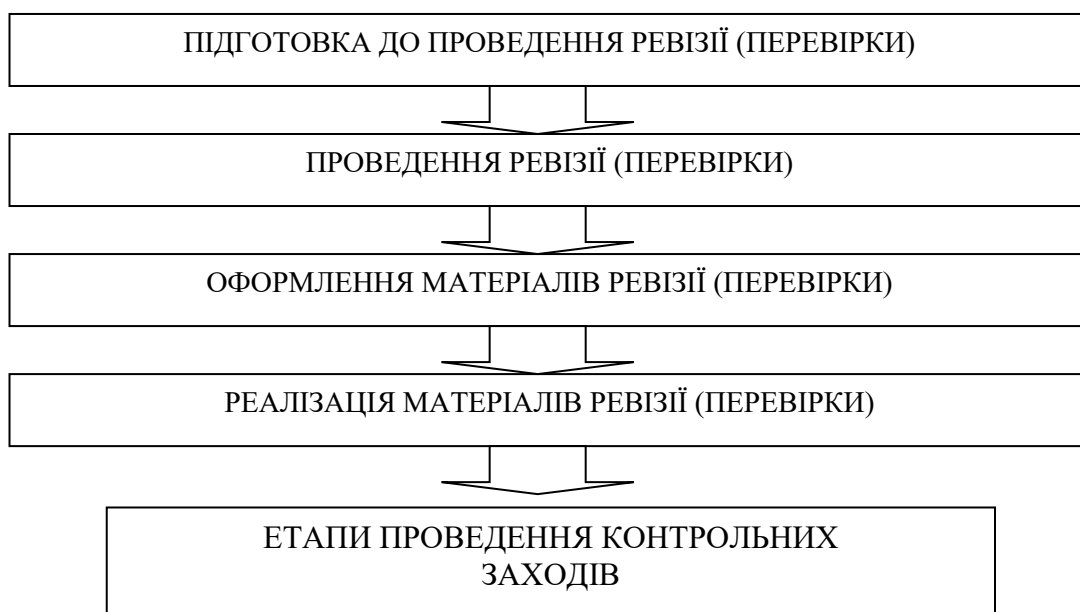 ПІДГОТОВКА ДО ПРОВЕДЕННЯ РЕВІЗІЇ (ПЕРЕВІРКИ)
ПРОВЕДЕННЯ РЕВІЗІЇ (ПЕРЕВІРКИ)
ОФОРМЛЕННЯ МАТЕРІАЛІВ РЕВІЗІЇ (ПЕРЕВІРКИ)
РЕАЛІЗАЦІЯ МАТЕРІАЛІВ РЕВІЗІЇ (ПЕРЕВІРКИ)
ЕТАПИ ПРОВЕДЕННЯ КОНТРОЛЬНИХ
ЗАХОДІВ